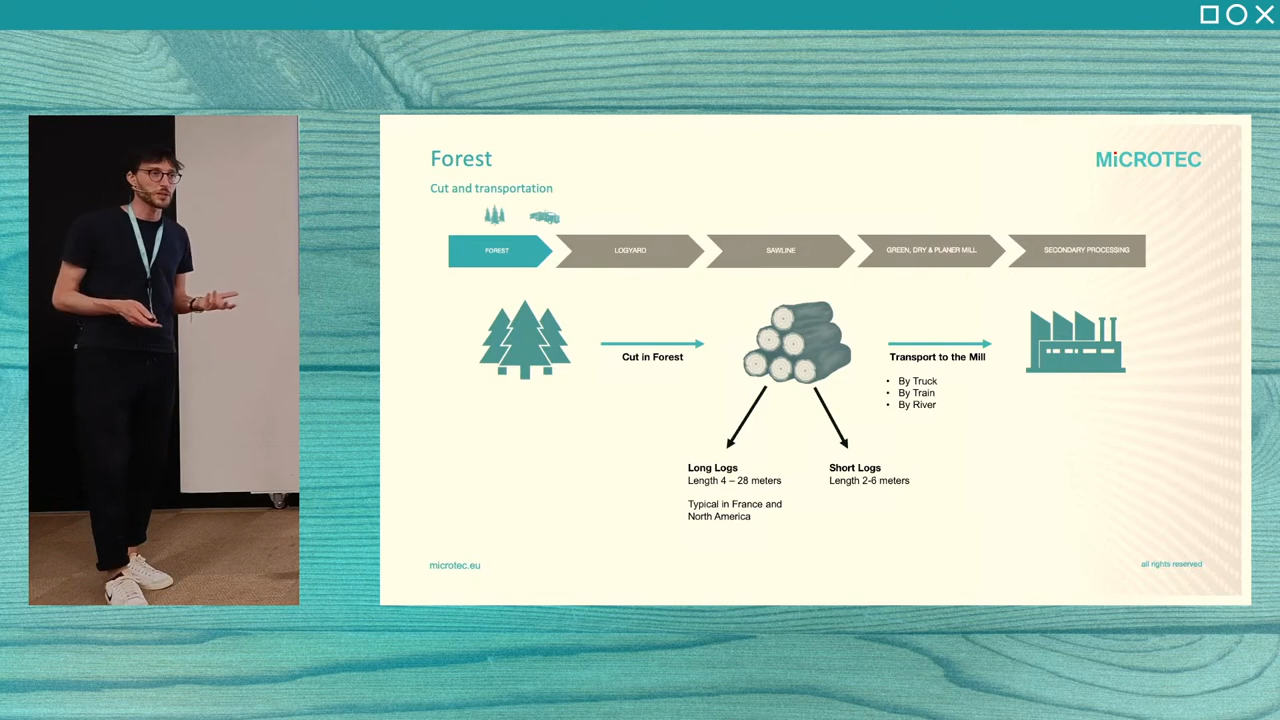 Forest
MiCROTEC
Cut and transportation
FOREST
LOGYARD
SAWLINE
GREEN, DRY & PLANER MILL
SECONDARY PROCESSING
Cut in Forest
Transport to the Mill
• By Truck
• By Train
• By River
Long Logs
Length 4 – 28 meters
Typical in France and
North America
Short Logs
Length 2-6 meters
microtec.eu
all rights reserved